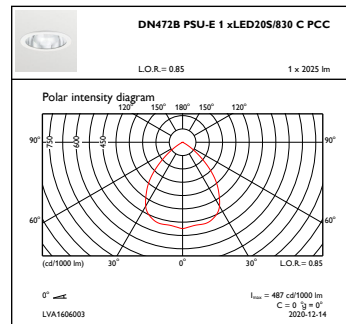 DN472B PSU-E 1 xLED20S/830 C PCC
L.O.R.= 0.85 1 x 2025 lm
Polar intensity diagram
120° 150° 180° 150° 120°
90° 750 600 450 90°
60° 60°
(cd/1000 lm) 30° 0° 30° L.O.R.= 0.85
0° Imax = 487 cd/1000 lm
C = 0 °g = 0°
LVA1606003 2020-12-14